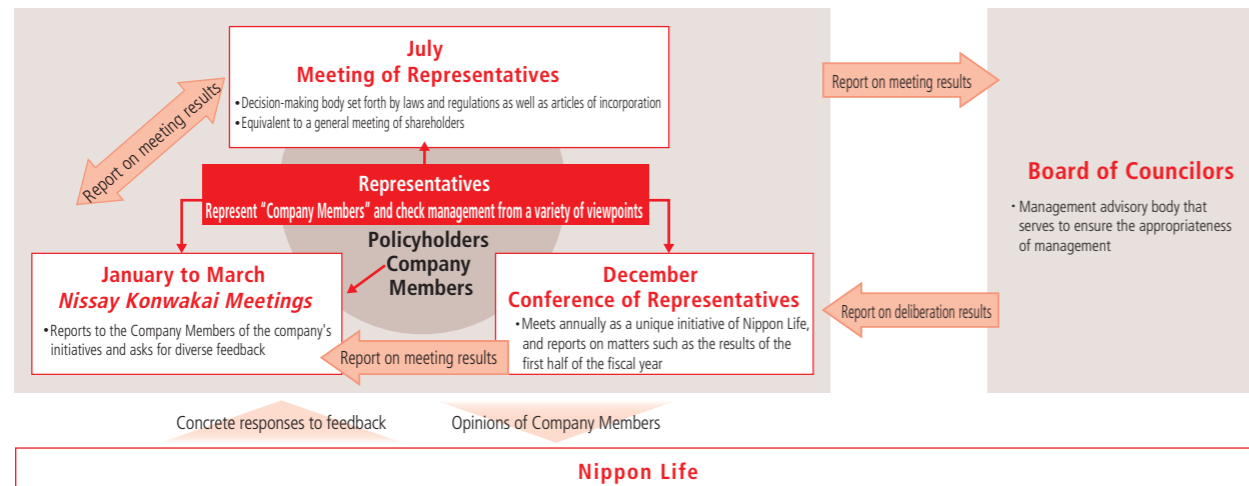 July
Meeting of Representatives
•Decision-making body set forth by laws and regulations as well as articles of incorporation
•Equivalent to a general meeting of shareholders
Report on meeting results
Report on meeting results
Representatives
Represent “Company Members” and check management from a variety of viewpoints
Policyholders
Company
Members
January to March
Nissay Konwakai Meetings
•Reports to the Company Members of the company's
initiatives and asks for diverse feedback
Report on meeting results
December
Conference of Representatives
•Meets annually as a unique initiative of Nippon Life,
and reports on matters such as the results of the
first half of the fiscal year
Report on deliberation results
Board of Councilors
・Management advisory body that
serves to ensure the appropriateness
of management
Concrete responses to feedback
Opinions of Company Members
Nippon Life